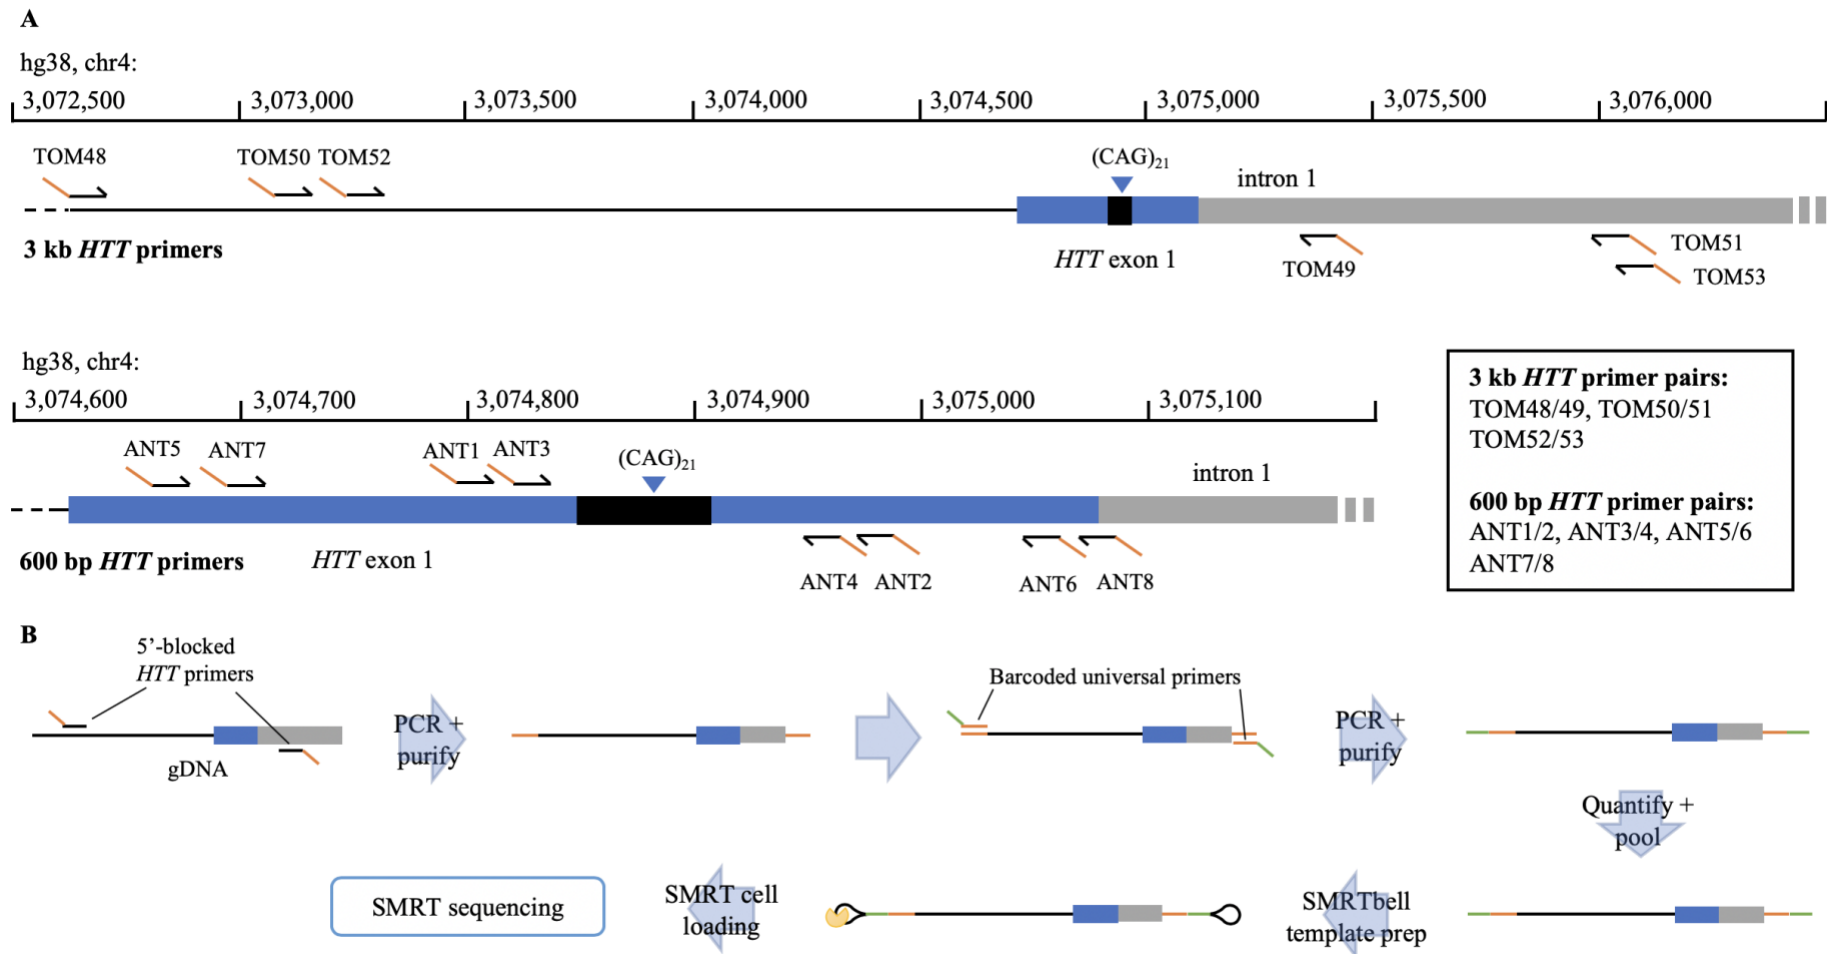 A
hg38, chr4:
3,072,500 3,073,000 3,073,500 3,074,000 3,074,500 3,075,000 3,075,500 3,076,000
TOM48 TOM50 TOM52 (CAG)21
intron 1
3 kb HTT primers HTT exon 1 TOM49 TOM51
TOM53
hg38, chr4:
3,074,600 3,074,700 3,074,800 3,074,900 3,075,000 3,075,100
ANT5 ANT7 ANT1 ANT3 (CAG)21
intron 1
600 bp HTT primers HTT exon 1 ANT4 ANT2 ANT6 ANT8
3 kb HTT primer pairs:
TOM48/49, TOM50/51
TOM52/53
600 bp HTT primer pairs:
ANT1/2, ANT3/4, ANT5/6
ANT7/8
B
5’-blocked
HTT primers
gDNA
PCR +
purify
Barcoded universal primers
PCR +
purify
Quantify +
pool
SMRTbell
template prep
SMRT cell
loading
SMRT sequencing